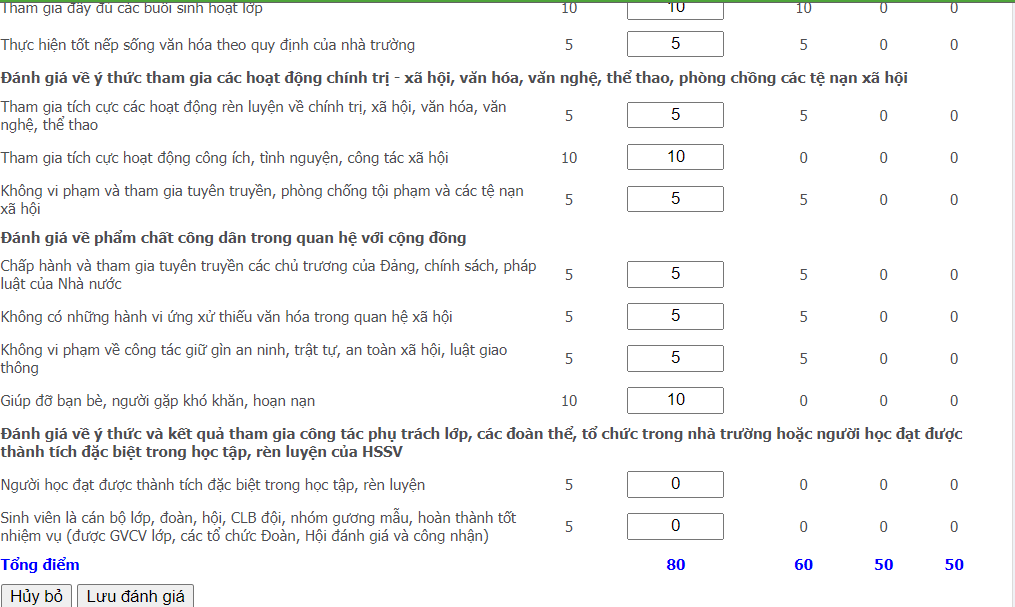 Tham gia đầy đủ các buổi sinh hoạt lớp 10 10 10 0 0
Thực hiện tốt nếp sống văn hóa theo quy định của nhà trường 5 5 5 0 0
Đánh giá về ý thức tham gia các hoạt động chính trị - xã hội, văn hóa, văn nghệ, thể thao, phòng chồng các tệ nạn xã hội
Tham gia tích cực các hoạt động rèn luyện về chính trị, xã hội, văn hóa, văn
nghệ, thể thao 5 5 5 0 0
Tham gia tích cực hoạt động công ích, tình nguyện, công tác xã hội 10 10 0 0 0
Không vi phạm và tham gia tuyên truyền, phòng chống tội phạm và các tệ nạn
xã hội 5 5 5 0 0
Đánh giá về phẩm chất công dân trong quan hệ với cộng đồng
Chấp hành và tham gia tuyên truyền các chủ trương của Đảng, chính sách, pháp
luật của Nhà nước 5 5 5 0 0
Không có những hành vi ứng xử thiếu văn hóa trong quan hệ xã hội 5 5 5 0 0
Không vi phạm về công tác giữ gìn an ninh, trật tự, an toàn xã hội, luật giao
thông 5 5 5 0 0
Giúp đỡ bạn bè, người gặp khó khăn, hoạn nạn 10 10 0 0 0
Đánh giá về ý thức và kết quả tham gia công tác phụ trách lớp, các đoàn thể, tổ chức trong nhà trường hoặc người học đạt được
thành tích đặc biệt trong học tập, rèn luyện của HSSV
Người học đạt được thành tích đặc biệt trong học tập, rèn luyện 5 0 0 0 0
Sinh viên là cán bộ lớp, đoàn, hội, CLB đội, nhóm gương mẫu, hoàn thành tốt
nhiệm vụ (được GVCV lớp, các tổ chức Đoàn, Hội đánh giá và công nhận) 5 0 0 0 0
Tổng điểm 80 60 50 50
Hủy bỏ Lưu đánh giá